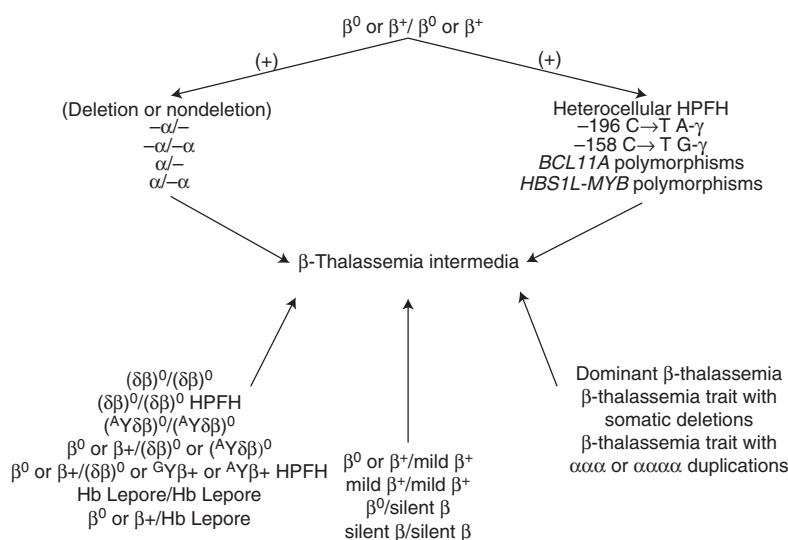 β⁰ or β⁺/ β⁰ or β⁺
(+)
(+)
(Deletion or nondeletion)
–α/–
–α/–α
α/–
α/–α
Heterocellular HPFH
–196 C→T A-γ
–158 C→ T G-γ
BCL11A polymorphisms
HBS1L-MYB polymorphisms
β-Thalassemia intermedia
(δβ)⁰/(δβ)⁰
(δβ)⁰/(δβ)⁰ HPFH
(ᴬYδβ)⁰/(ᴬYδβ)⁰
β⁰ or β+/(δβ)⁰ or (ᴬYδβ)⁰
β⁰ or β+/(δβ)⁰ or ᴳYβ+ or ᴬYβ+ HPFH
Hb Lepore/Hb Lepore
β⁰ or β+/Hb Lepore
β⁰ or β⁺/mild β⁺
mild β⁺/mild β⁺
β⁰/silent β
silent β/silent β
Dominant β-thalassemia
β-thalassemia trait with
somatic deletions
β-thalassemia trait with
ααα or αααα duplications